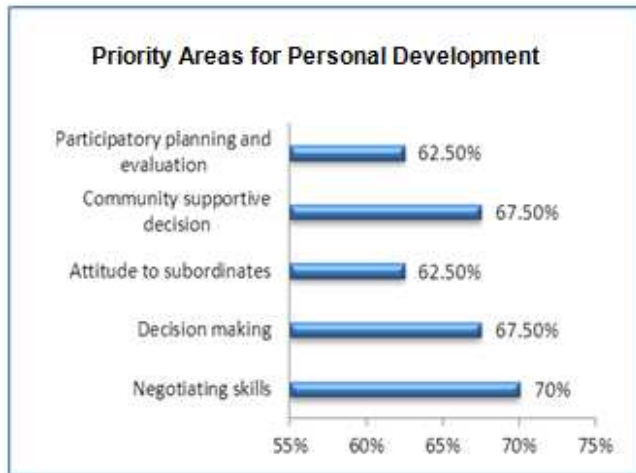 Priority Areas for Personal Development
Participatory planning and
evaluation
62.50%
Community supportive
decision
67.50%
Attitude to subordinates
62.50%
Decision making
67.50%
Negotiating skills
70%
55%
60%
65%
70%
75%